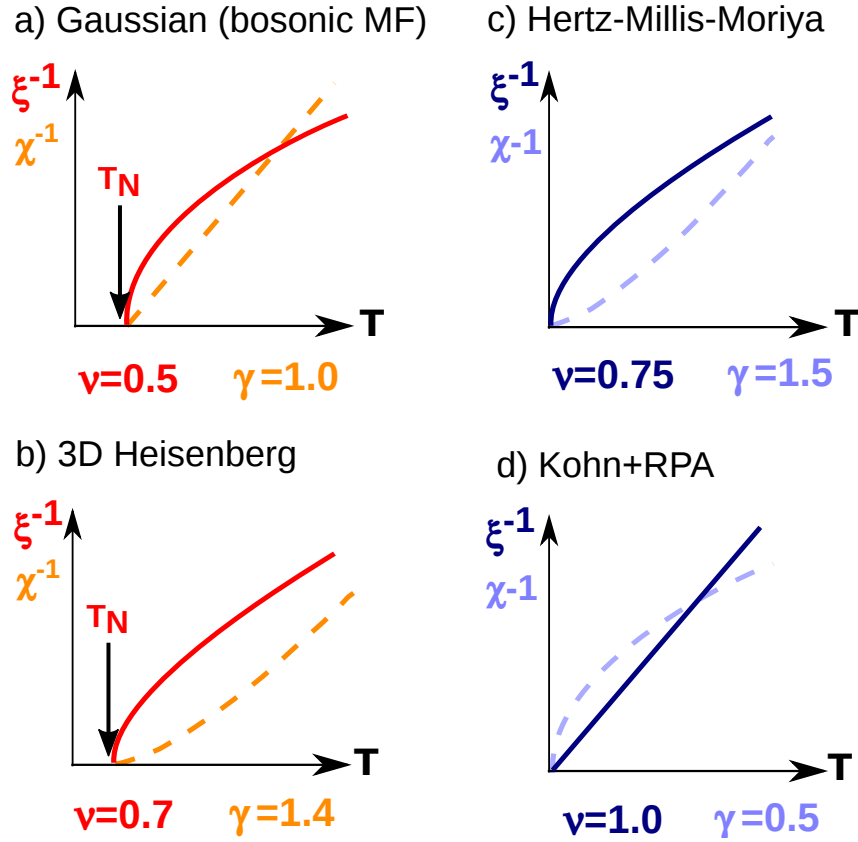 a) Gaussian (bosonic MF)
ξ-1
χ-1
TN
T
ν=0.5 γ=1.0
c) Hertz-Millis-Moriya
ξ-1
χ-1
T
ν=0.75 γ=1.5
b) 3D Heisenberg
ξ-1
χ-1
TN
T
ν=0.7 γ=1.4
d) Kohn+RPA
ξ-1
χ-1
T
ν=1.0 γ=0.5